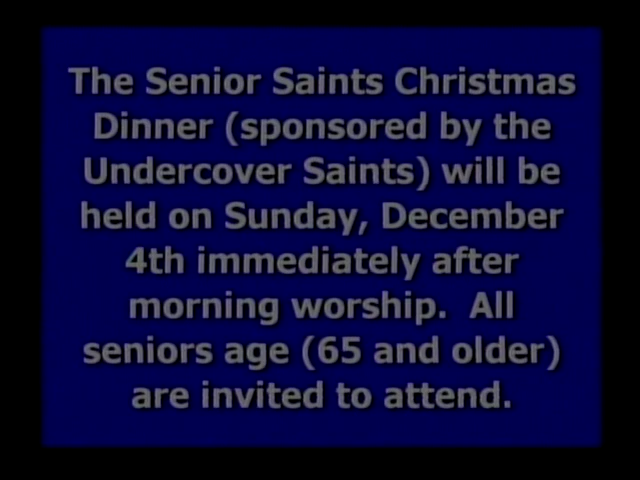 The Senior Saints Christmas
Dinner (sponsored by the
Undercover Saints) will be
held on Sunday, December
4th immediately after
morning worship.  All
seniors age (65 and older)
are invited to attend.